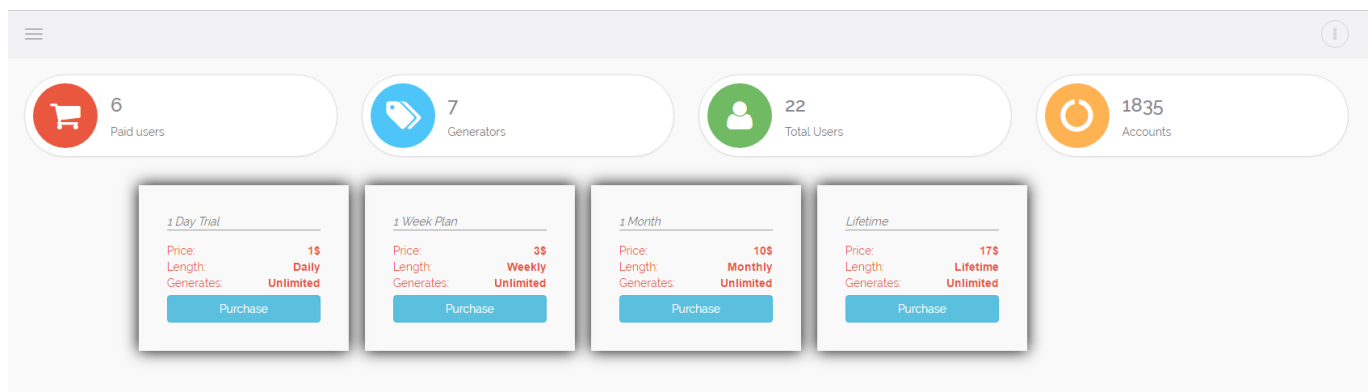 6
Paid users
7
Generators
22
Total Users
1835
Accounts
1 Day Trial
Price: 1$
Length: Daily
Generates: Unlimited
Purchase
1 Week Plan
Price: 3$
Length: Weekly
Generates: Unlimited
Purchase
1 Month
Price: 10$
Length: Monthly
Generates: Unlimited
Purchase
Lifetime
Price: 17$
Length: Lifetime
Generates: Unlimited
Purchase